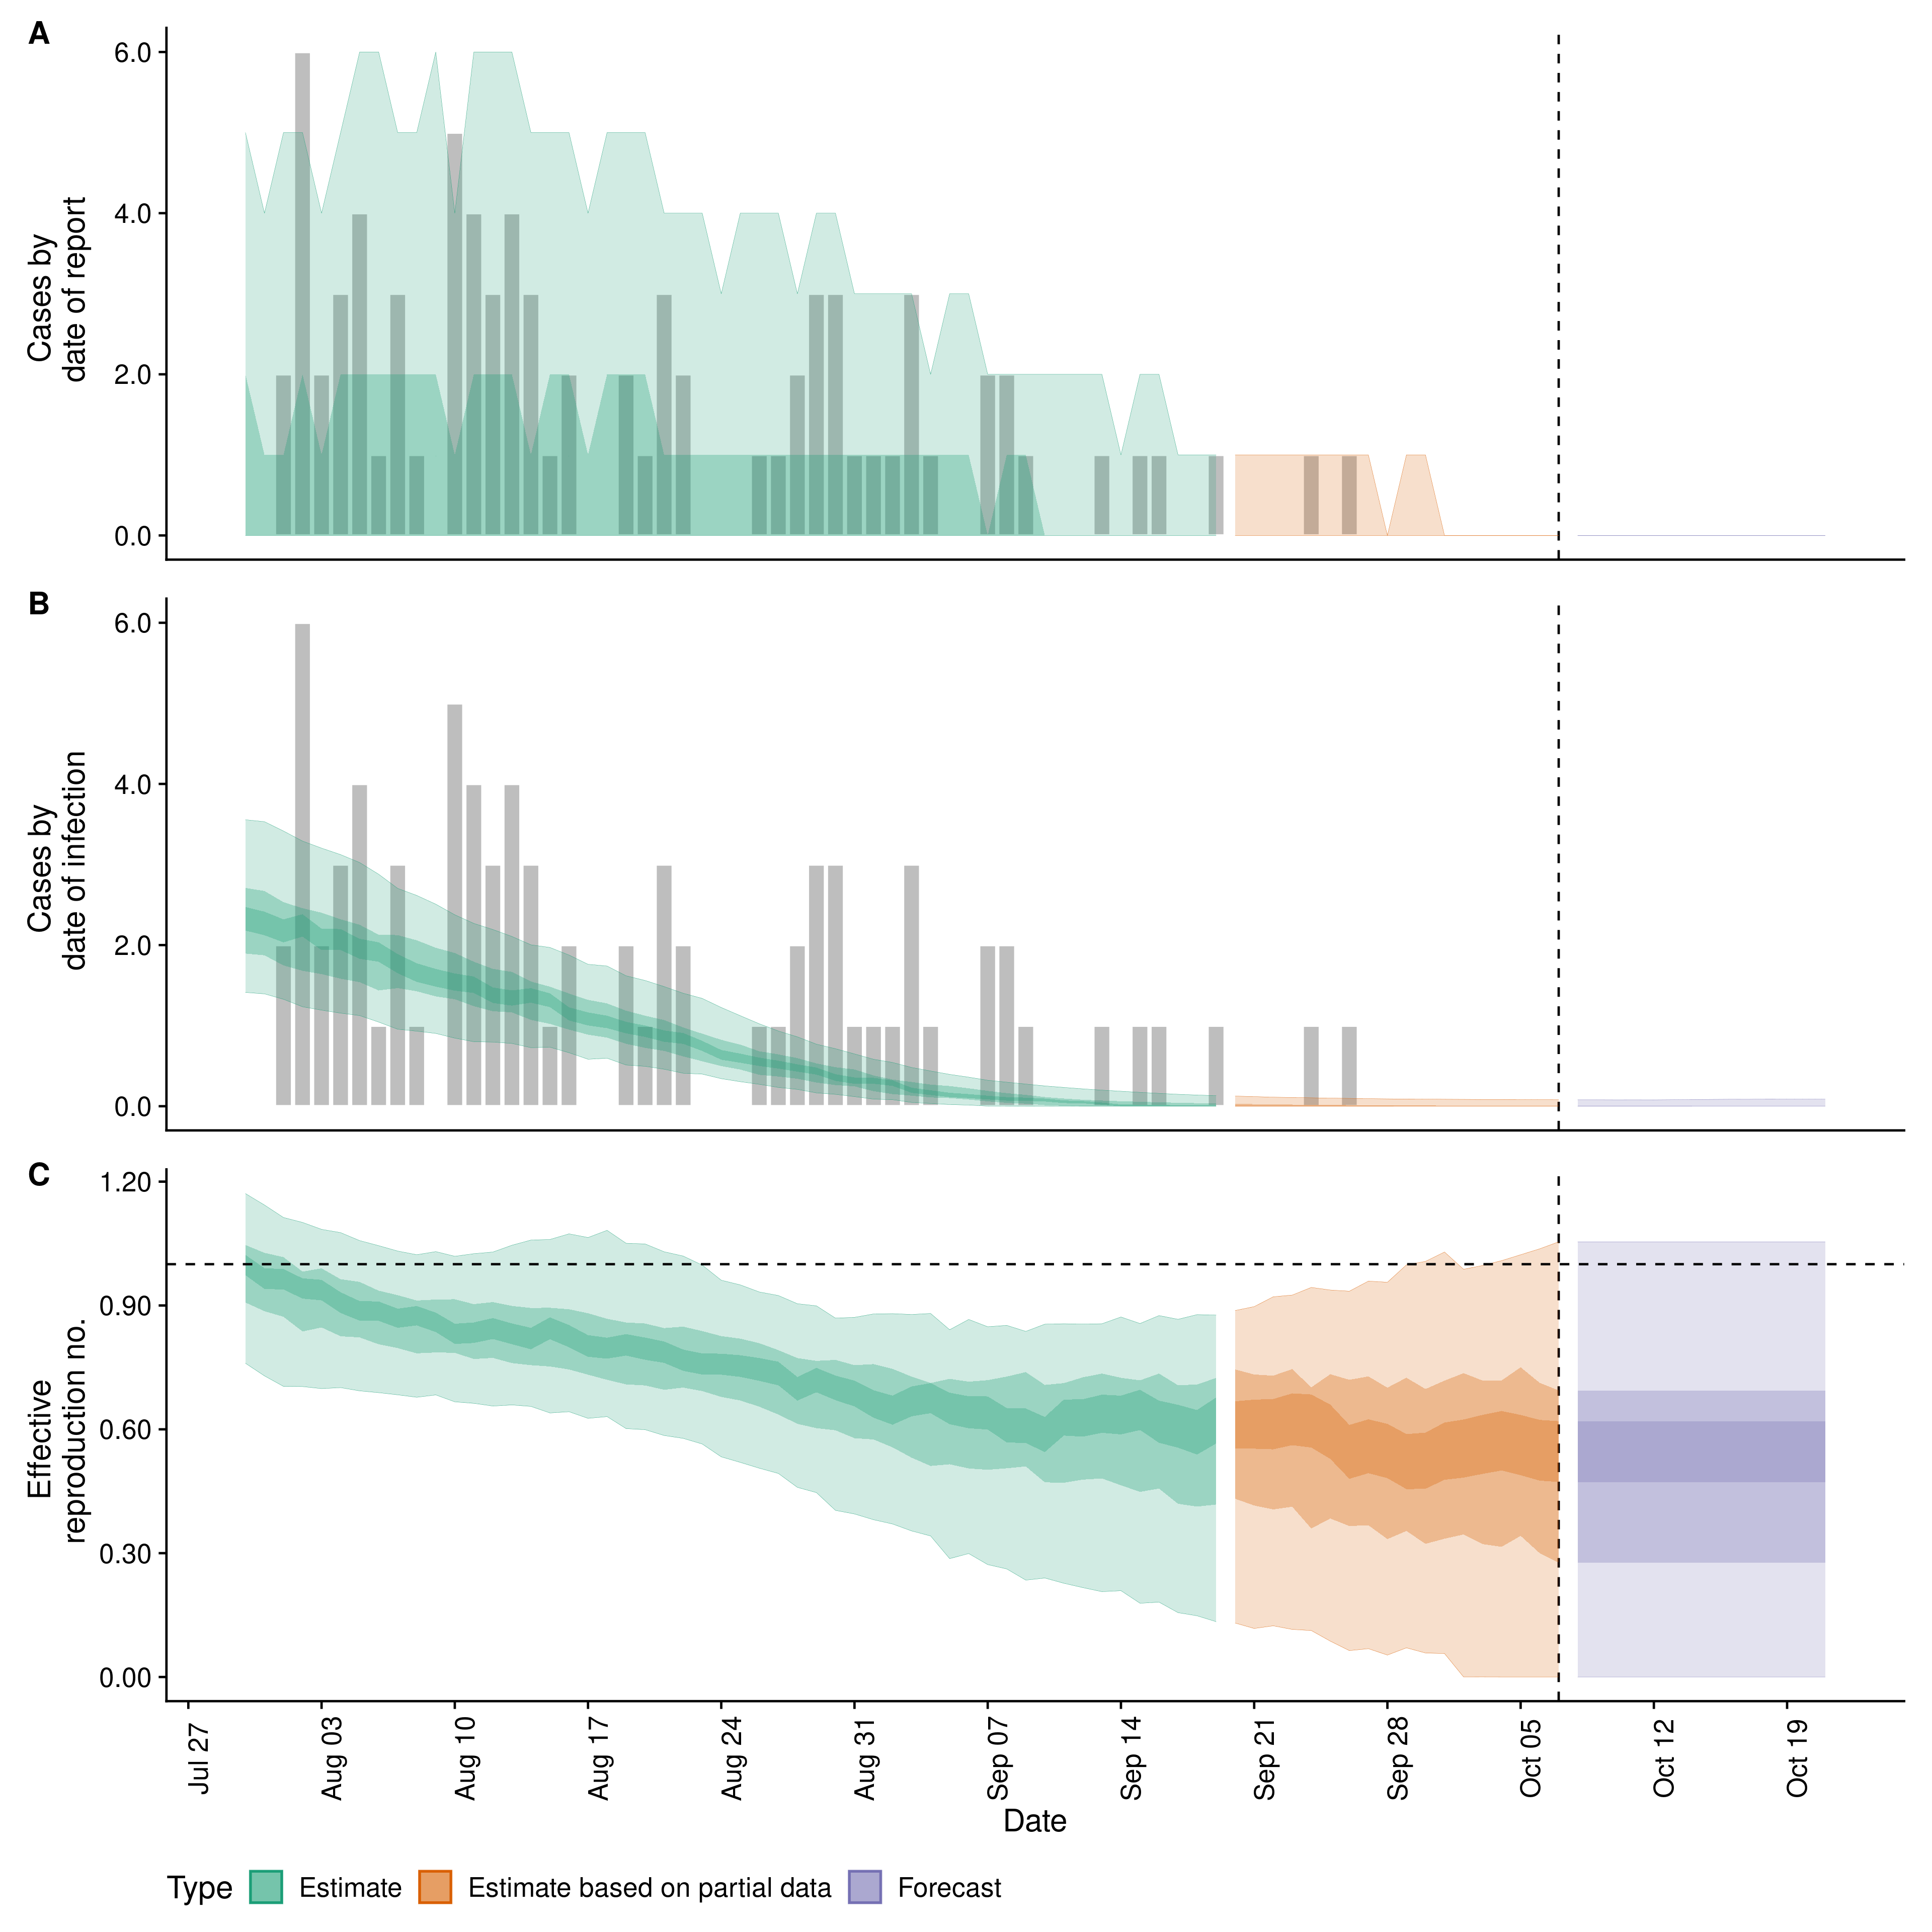 A
6.0
4.0
2.0
0.0
Cases by
date of report
B
6.0
4.0
2.0
0.0
Cases by
date of infection
C
1.20
0.90
0.60
0.30
0.00
Effective
reproduction no.
Jul 27
Aug 03
Aug 10
Aug 17
Aug 24
Aug 31
Sep 07
Sep 14
Sep 21
Sep 28
Oct 05
Oct 12
Oct 19
Date
Type Estimate Estimate based on partial data Forecast